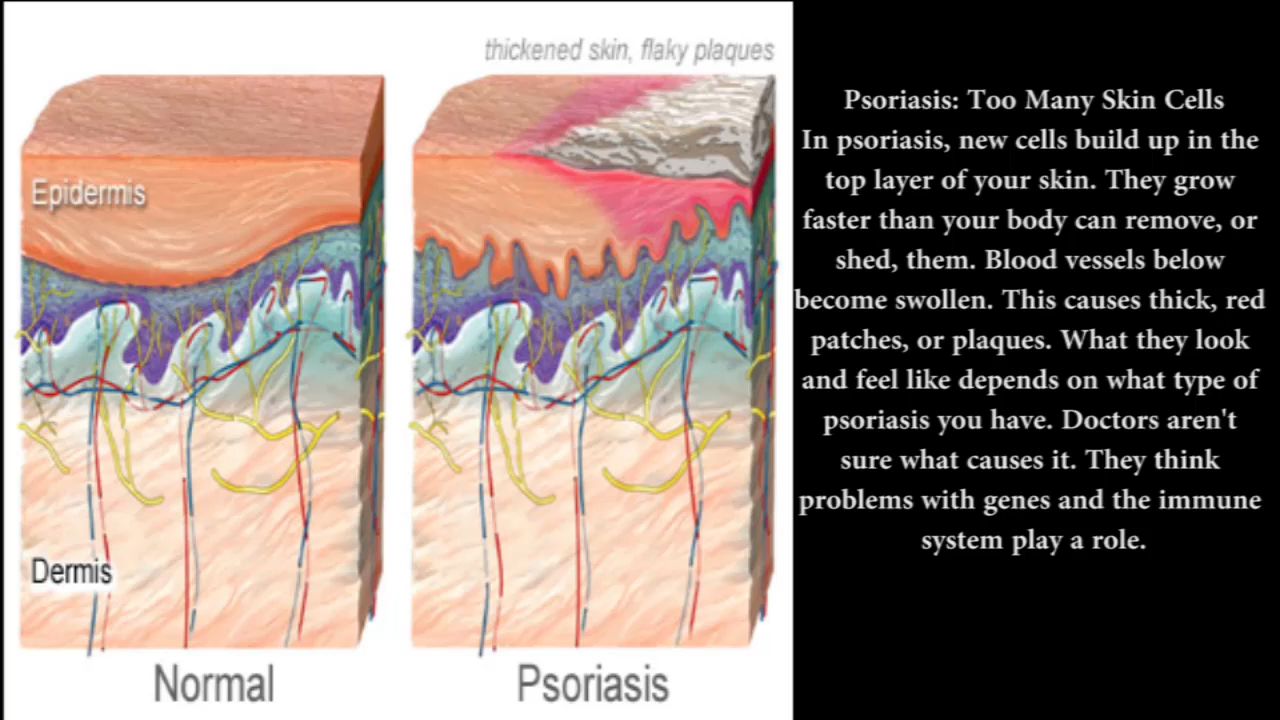 thickened skin, flaky plaques
Epidermis
Dermis
Normal
Psoriasis
Psoriasis: Too Many Skin Cells
In psoriasis, new cells build up in the
top layer of your skin. They grow
faster than your body can remove, or
shed, them. Blood vessels below
become swollen. This causes thick, red
patches, or plaques. What they look
and feel like depends on what type of
psoriasis you have. Doctors aren't
sure what causes it. They think
problems with genes and the immune
system play a role.